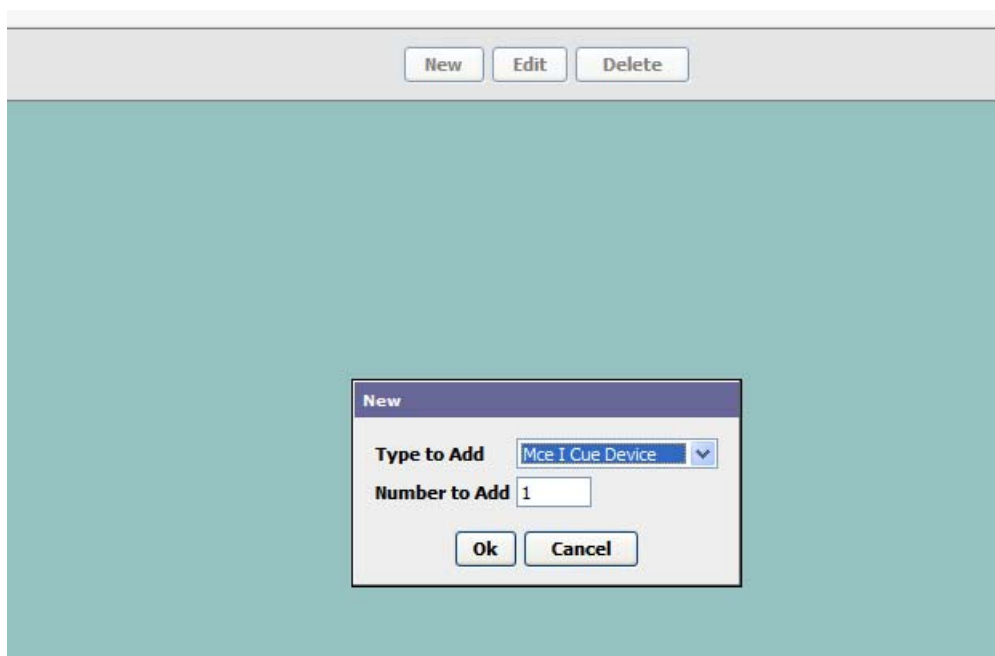 New Edit Delete
New
Type to Add Mce I Cue Device
Number to Add 1
Ok Cancel